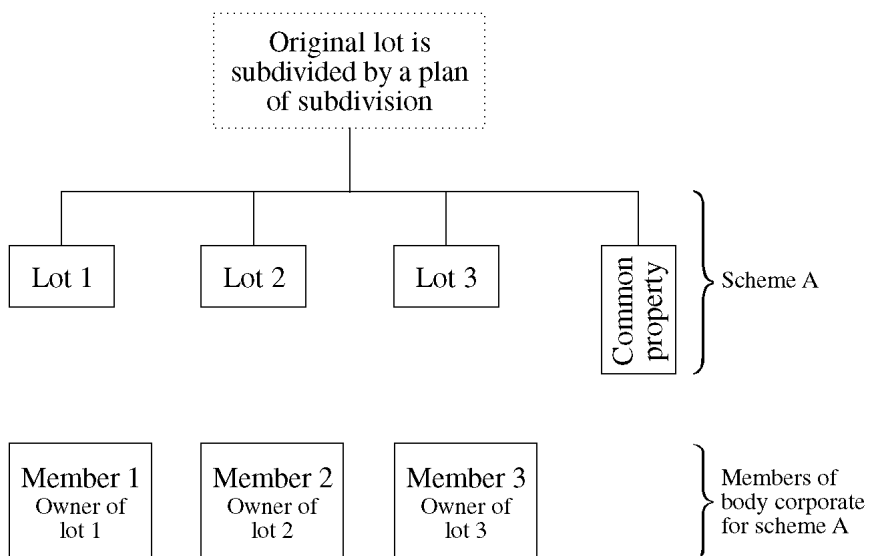 Original lot is
subdivided by a plan
of subdivision
Lot 1
Lot 2
Lot 3
Common
property
Scheme A
Member 1
Owner of
lot 1
Member 2
Owner of
lot 2
Member 3
Owner of
lot 3
Members of
body corporate
for scheme A